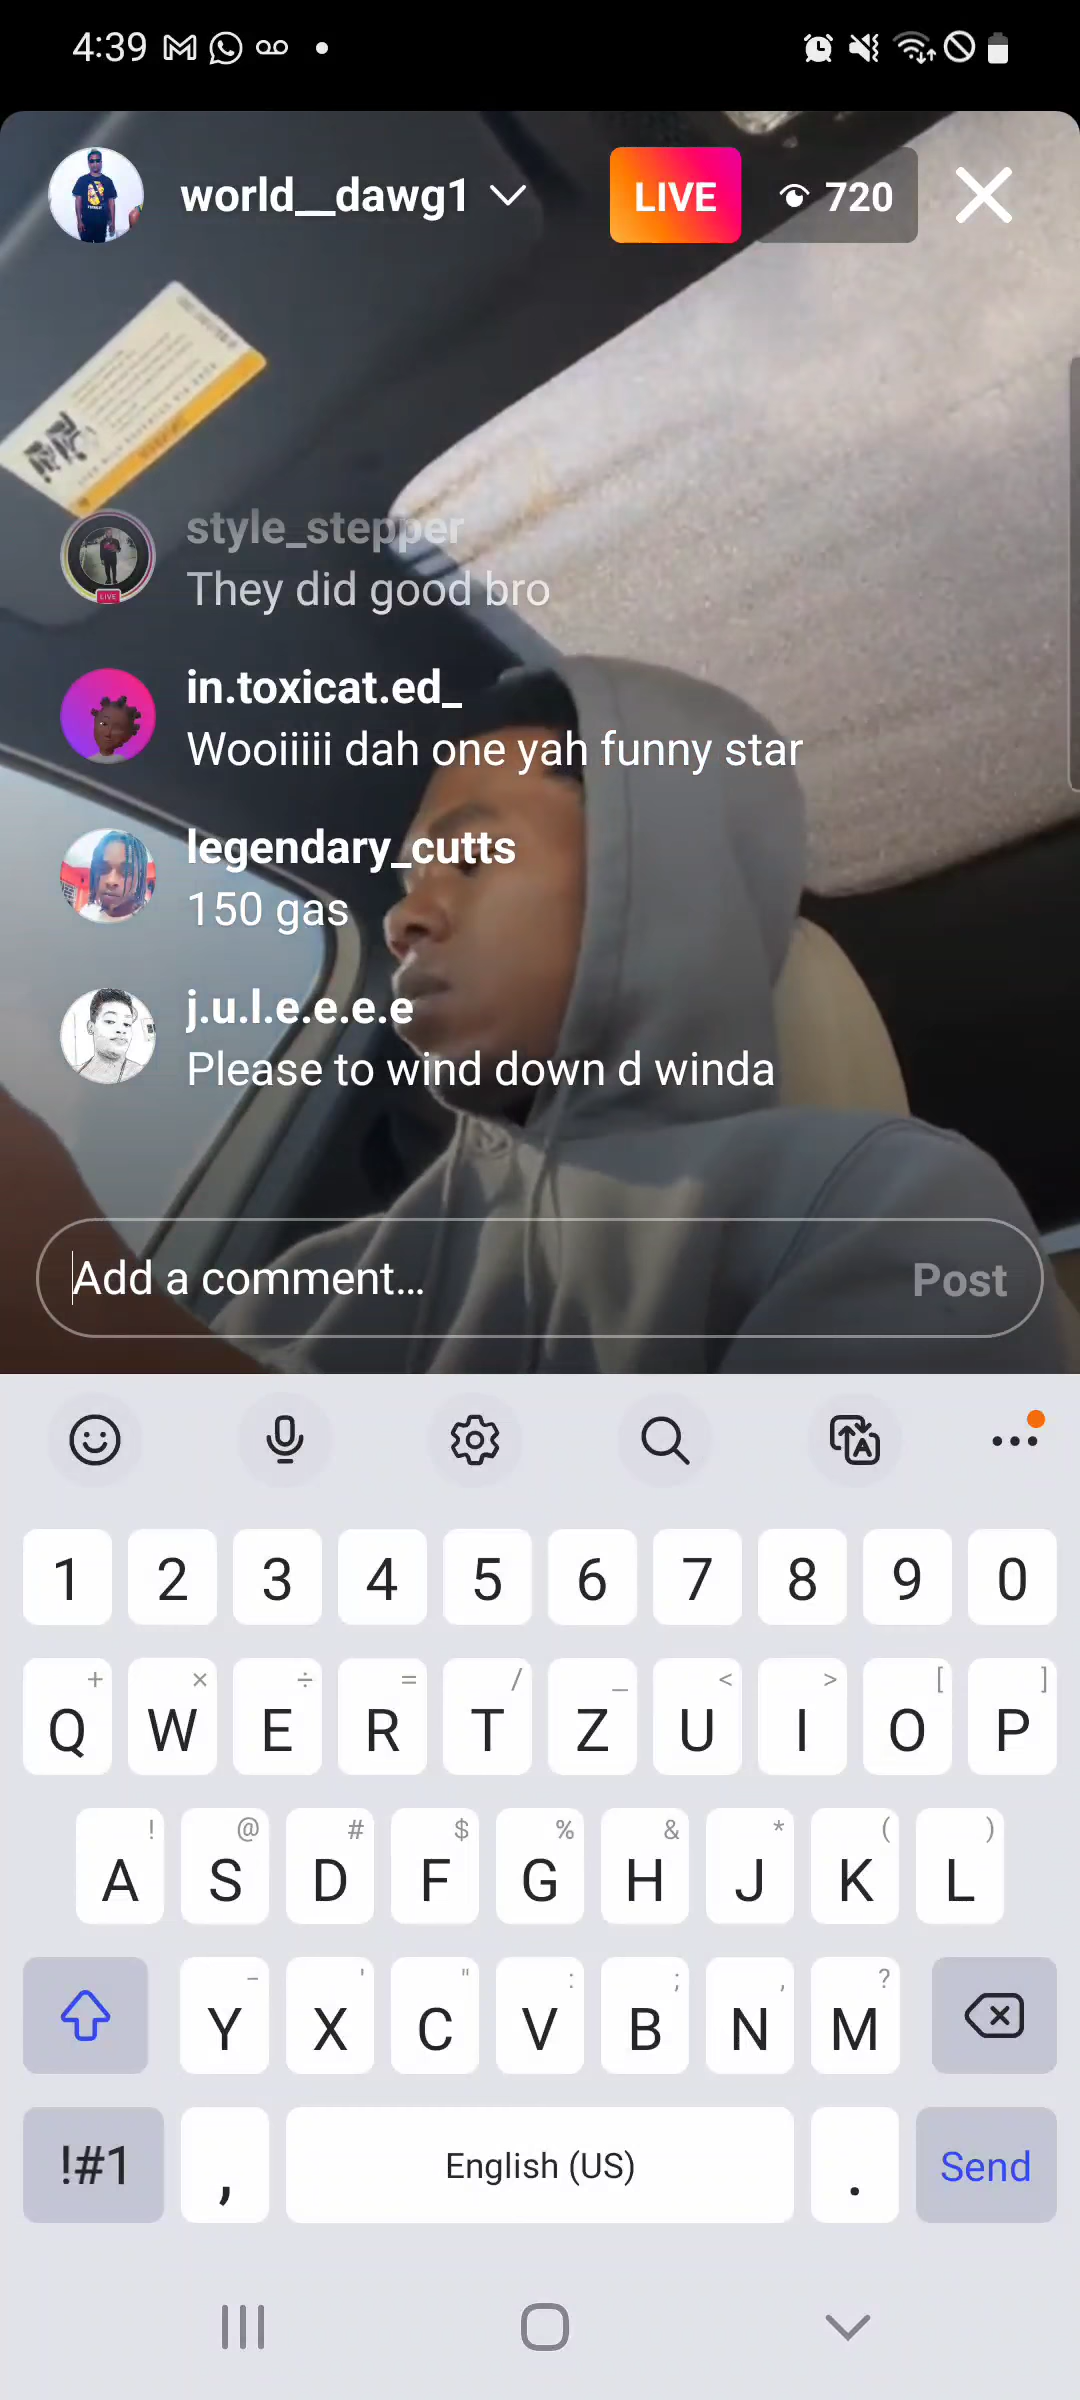 4:39
world__dawg1
LIVE
720
style_stepper
They did good bro
LIVE
in.toxicat.ed_
Wooiiiii dah one yah funny star
legendary_cutts
150 gas
j.u.l.e.e.e.e
Please to wind down d winda
Add a comment...
Post
1 2 3 4 5 6 7 8 9 0
+ × ÷ = / _ < > [ ]
Q W E R T Z U I O P
! @ # $ % & * ( )
A S D F G H J K L
- ' " : ; , ?
Y X C V B N M
!#1 , English (US) . Send